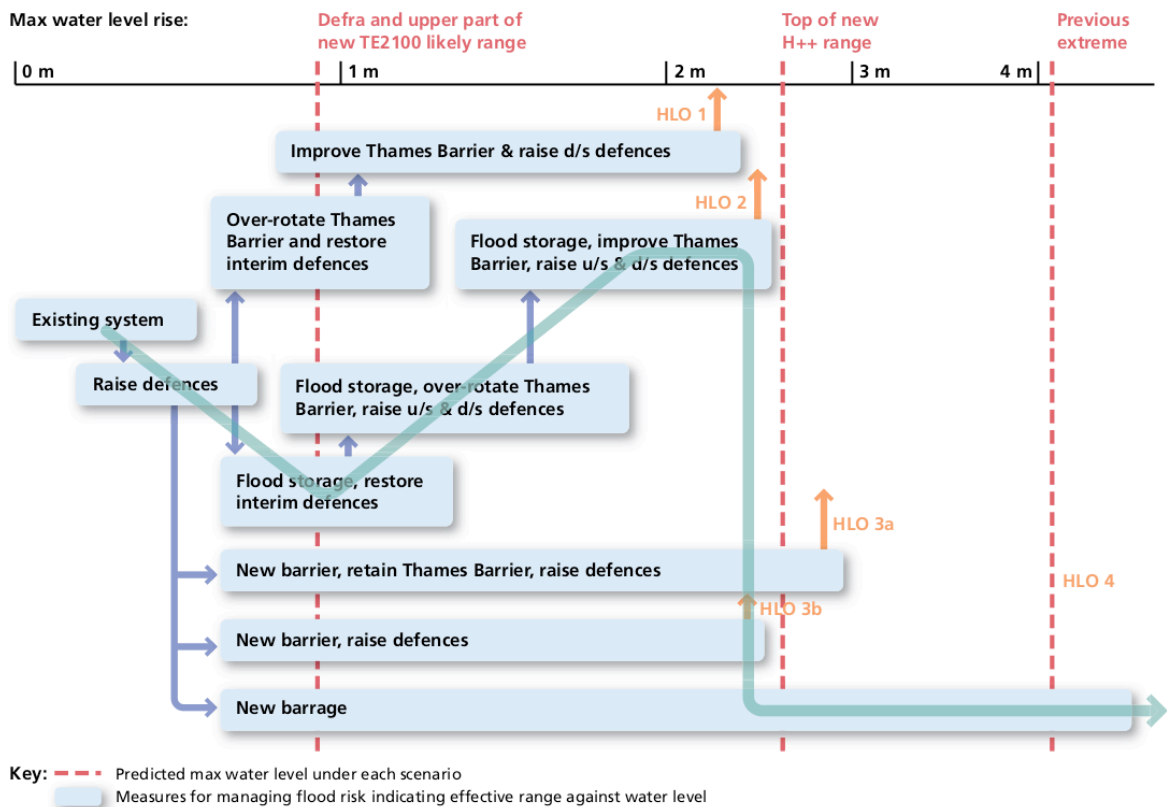 Max water level rise:
Defra and upper part of
new TE2100 likely range
Top of new
H++ range
Previous
extreme
0 m
1 m
2 m
3 m
4 m
HLO 1
Improve Thames Barrier & raise d/s defences
HLO 2
Over-rotate Thames
Barrier and restore
interim defences
Flood storage, improve Thames
Barrier, raise u/s & d/s defences
Existing system
Raise defences
Flood storage, over-rotate Thames
Barrier, raise u/s & d/s defences
Flood storage, restore
interim defences
HLO 3a
New barrier, retain Thames Barrier, raise defences
HLO 4
HLO 3b
New barrier, raise defences
New barrage
Key:
Predicted max water level under each scenario
Measures for managing flood risk indicating effective range against water level